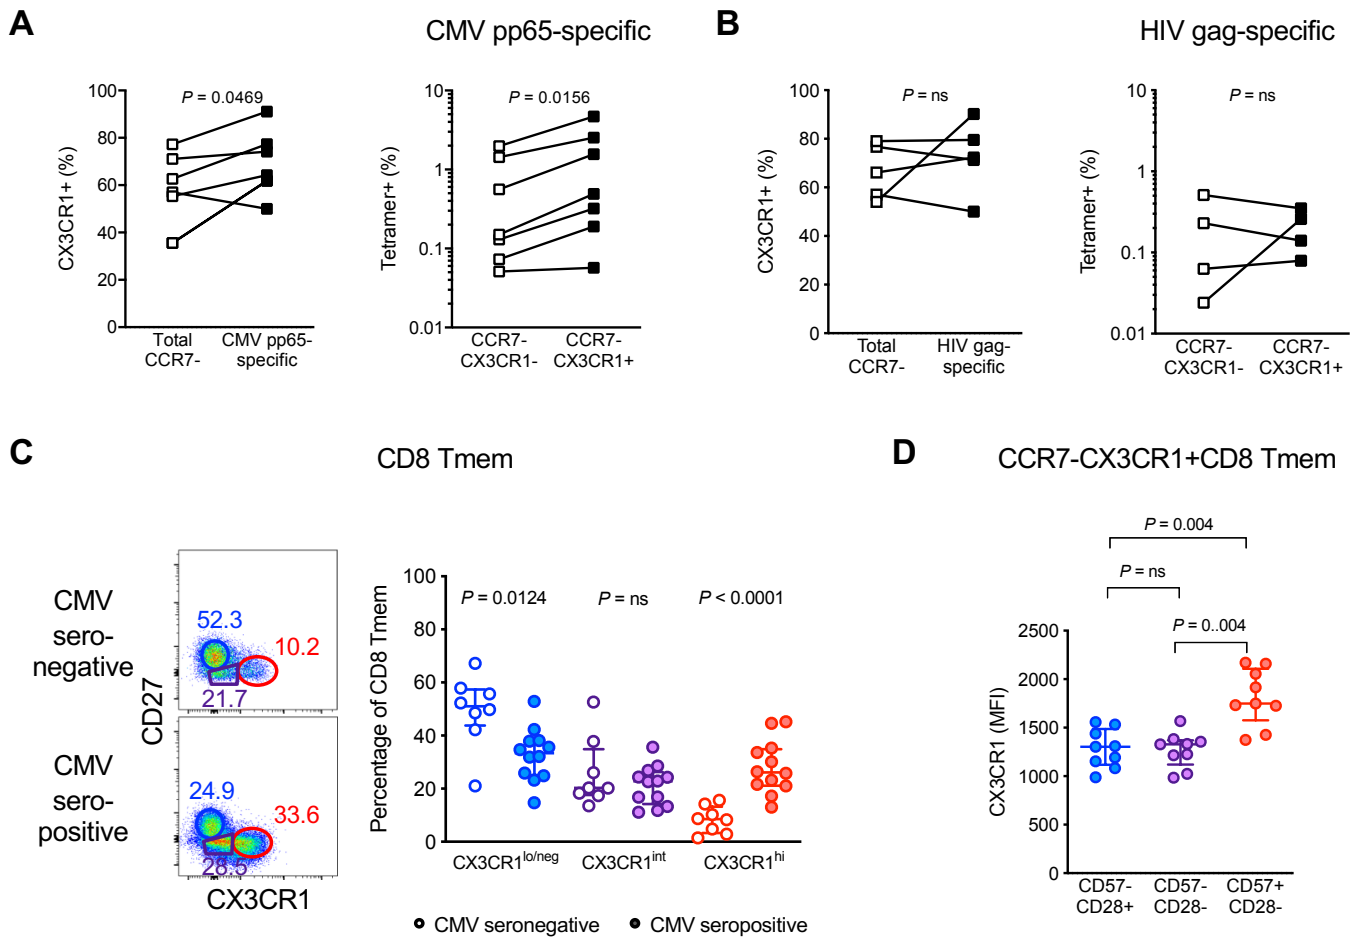 A
CMV pp65-specific
P = 0.0469
CX3CR1+ (%)
100
80
60
40
20
0
Total
CCR7-
CMV pp65-
specific
P = 0.0156
Tetramer+ (%)
10
1
0.1
0.01
CCR7-
CX3CR1-
CCR7-
CX3CR1+
B
HIV gag-specific
P = ns
CX3CR1+ (%)
100
80
60
40
20
0
Total
CCR7-
HIV gag-
specific
P = ns
Tetramer+ (%)
10
1
0.1
0.01
CCR7-
CX3CR1-
CCR7-
CX3CR1+
C
CD8 Tmem
CMV
sero-
negative
52.3
10.2
21.7
CMV
sero-
positive
24.9
33.6
28.5
CD27
CX3CR1
Percentage of CD8 Tmem
100
80
60
40
20
0
P = 0.0124
P = ns
P < 0.0001
CX3CR1lo/neg
CX3CR1int
CX3CR1hi
CMV seronegative
CMV seropositive
D
CCR7-CX3CR1+CD8 Tmem
P = 0.004
P = ns
P = 0..004
CX3CR1 (MFI)
2500
2000
1500
1000
500
0
CD57-
CD28+
CD57-
CD28-
CD57+
CD28-